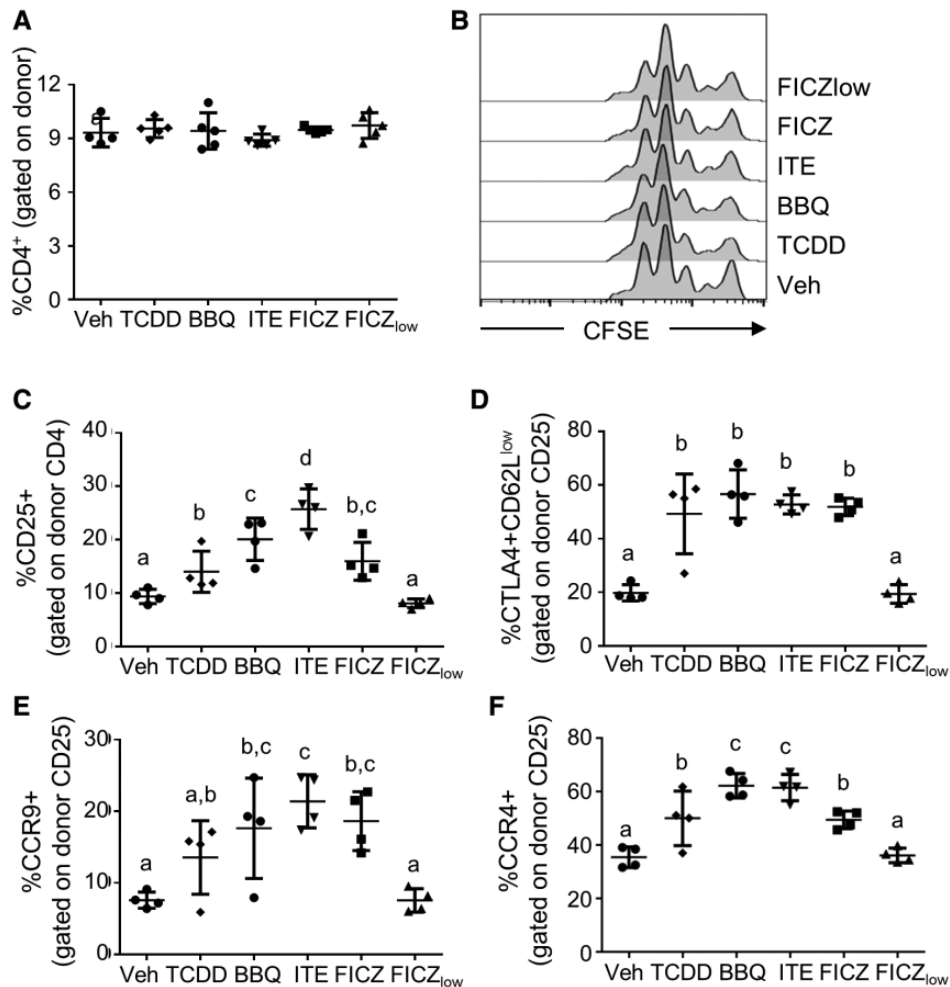 A
%CD4+ (gated on donor)
12
9
6
3
0
a
Veh TCDD BBQ ITE FICZ FICZlow
B
FICZlow
FICZ
ITE
BBQ
TCDD
Veh
CFSE
C
%CD25+
(gated on donor CD4)
40
30
20
10
0
a b c d b,c a
Veh TCDD BBQ ITE FICZ FICZlow
D
%CTLA4+CD62Llow
(gated on donor CD25)
80
60
40
20
0
a b b b b a
Veh TCDD BBQ ITE FICZ FICZlow
E
%CCR9+
(gated on donor CD25)
30
20
10
0
a a,b b,c c b,c a
Veh TCDD BBQ ITE FICZ FICZlow
F
%CCR4+
(gated on donor CD25)
80
60
40
20
0
a b c c b a
Veh TCDD BBQ ITE FICZ FICZlow